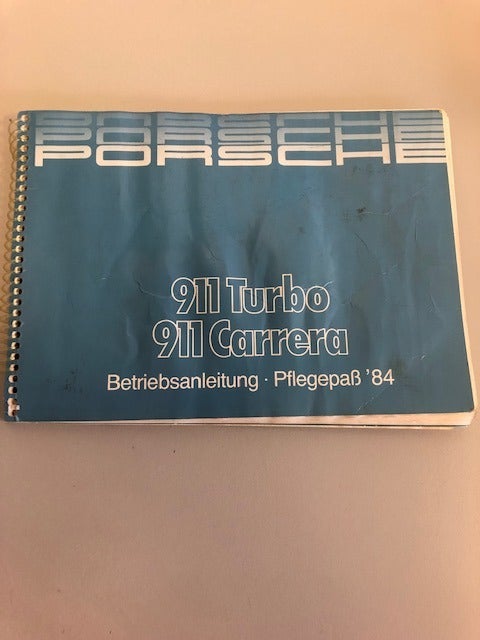 PORSCHE
PORSCHE
PORSCHE
911 Turbo
911 Carrera
Betriebsanleitung · Pflegepaß '84